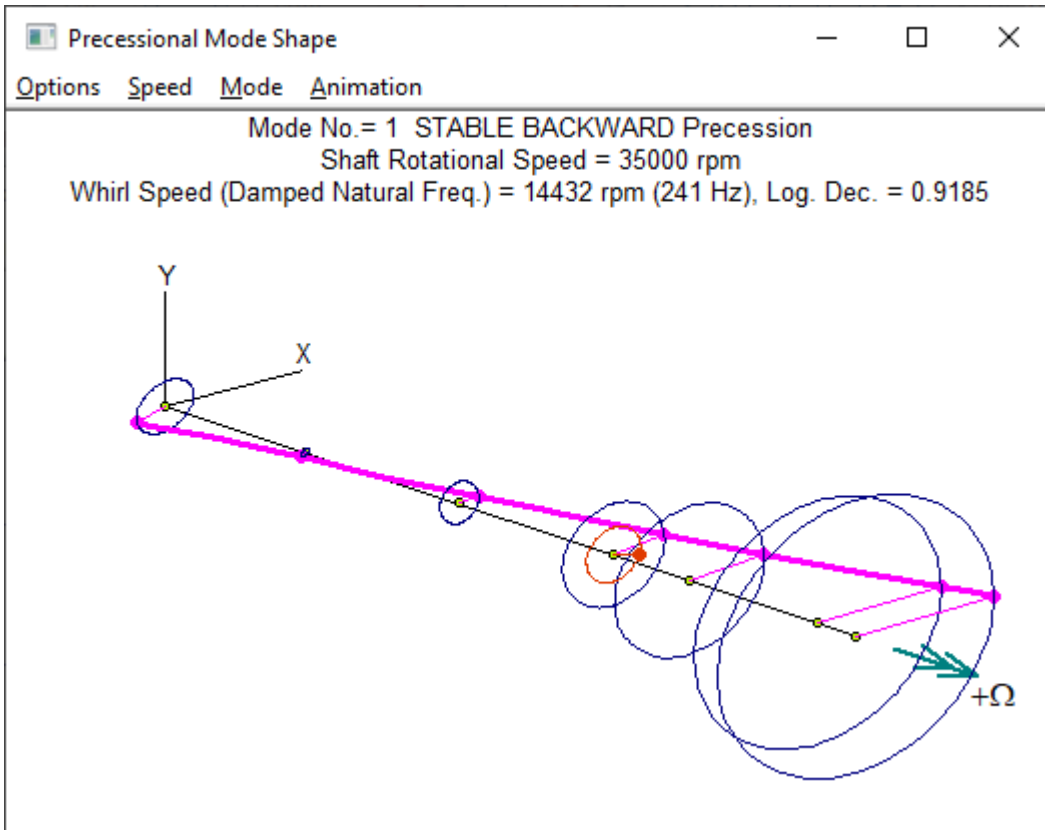 Precessional Mode Shape
Options Speed Mode Animation
Mode No.= 1 STABLE BACKWARD Precession
Shaft Rotational Speed = 35000 rpm
Whirl Speed (Damped Natural Freq.) = 14432 rpm (241 Hz), Log. Dec. = 0.9185
Y
X
+Ω